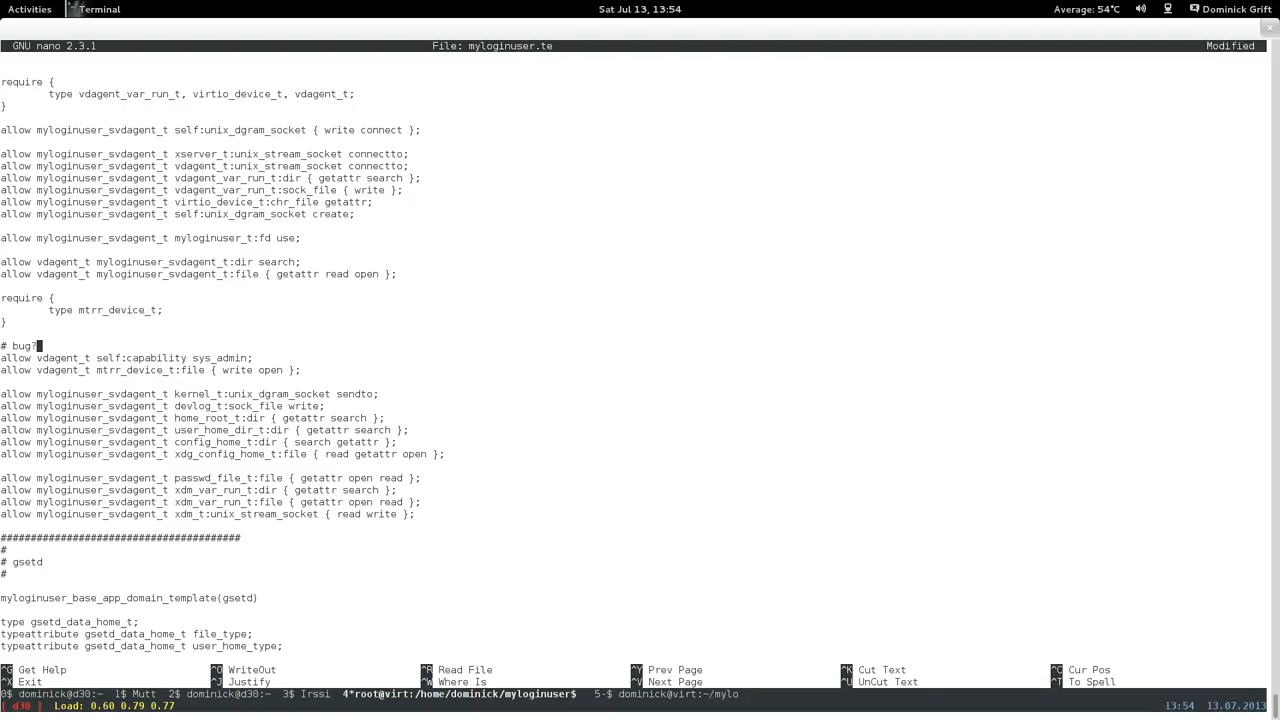 Activities Terminal Sat Jul 13, 13:54 Average: 54°C Dominick Grift
GNU nano 2.3.1 File: myloginuser.te Modified
require {
type vdagent_var_run_t, virtio_device_t, vdagent_t;
}
allow myloginuser_svdagent_t self:unix_dgram_socket { write connect };
allow myloginuser_svdagent_t xserver_t:unix_stream_socket connectto;
allow myloginuser_svdagent_t vdagent_t:unix_stream_socket connectto;
allow myloginuser_svdagent_t vdagent_var_run_t:dir { getattr search };
allow myloginuser_svdagent_t vdagent_var_run_t:sock_file { write };
allow myloginuser_svdagent_t virtio_device_t:chr_file getattr;
allow myloginuser_svdagent_t self:unix_dgram_socket create;
allow myloginuser_svdagent_t myloginuser_t:fd use;
allow vdagent_t myloginuser_svdagent_t:dir search;
allow vdagent_t myloginuser_svdagent_t:file { getattr read open };
require {
type mtrr_device_t;
}
# bug?
allow vdagent_t self:capability sys_admin;
allow vdagent_t mtrr_device_t:file { write open };
allow myloginuser_svdagent_t kernel_t:unix_dgram_socket sendto;
allow myloginuser_svdagent_t devlog_t:sock_file write;
allow myloginuser_svdagent_t home_root_t:dir { getattr search };
allow myloginuser_svdagent_t user_home_dir_t:dir { getattr search };
allow myloginuser_svdagent_t config_home_t:dir { search getattr };
allow myloginuser_svdagent_t xdg_config_home_t:file { read getattr open };
allow myloginuser_svdagent_t passwd_file_t:file { getattr open read };
allow myloginuser_svdagent_t xdm_var_run_t:dir { getattr search };
allow myloginuser_svdagent_t xdm_var_run_t:file { getattr open read };
allow myloginuser_svdagent_t xdm_t:unix_stream_socket { read write };
########################################
#
# gsetd
#
myloginuser_base_app_domain_template(gsetd)
type gsetd_data_home_t;
typeattribute gsetd_data_home_t file_type;
typeattribute gsetd_data_home_t user_home_type;
^G Get Help ^O WriteOut ^R Read File ^Y Prev Page ^K Cut Text ^C Cur Pos
^X Exit ^J Justify ^W Where Is ^V Next Page ^U UnCut Text ^T To Spell
0$ dominick@d30:~ 1$ Mutt 2$ dominick@d30:~ 3$ Irssi 4*root@virt:/home/dominick/myloginuser$ 5-$ dominick@virt:~/mylo
[ d30 ] Load: 0.60 0.79 0.77 13:54 13.07.2013